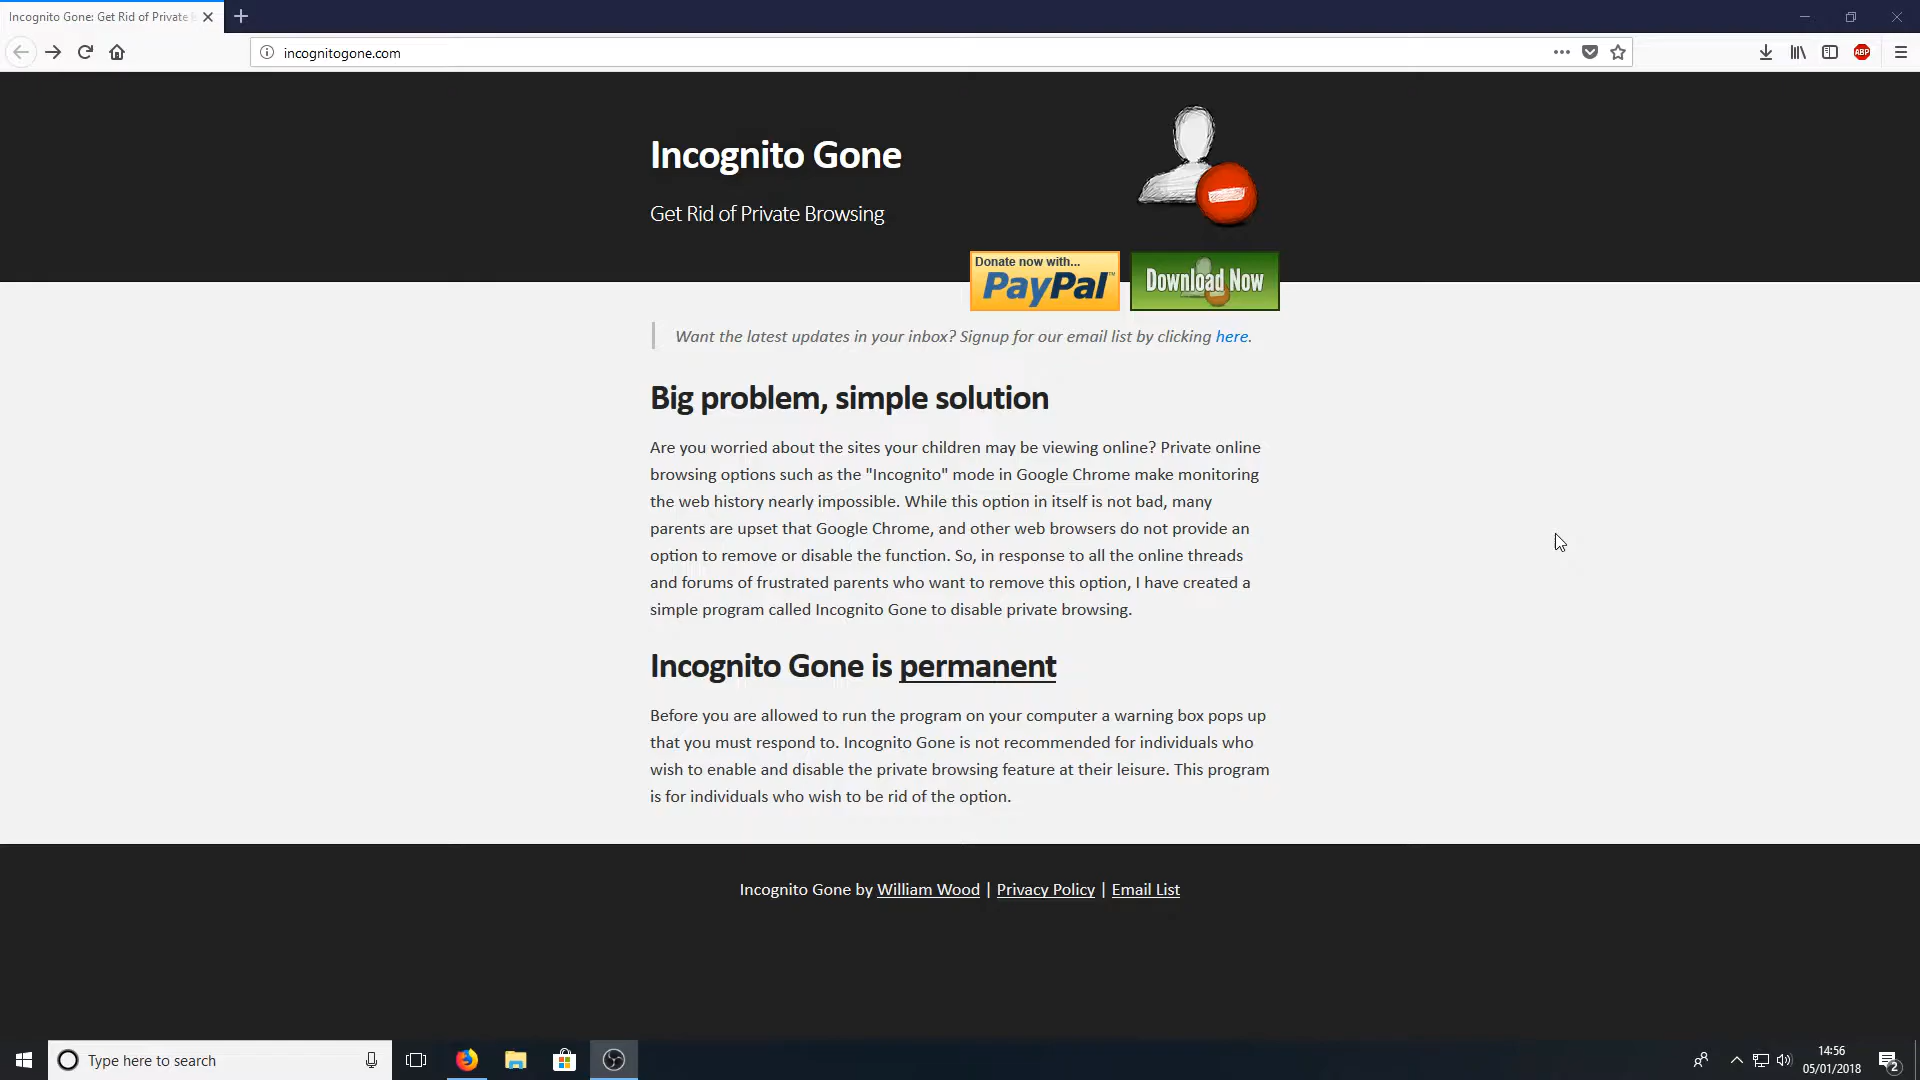 Incognito Gone: Get Rid of Private
incognitogone.com
ABP
Incognito Gone
Get Rid of Private Browsing
Donate now with...
PayPal™
Download Now
Want the latest updates in your inbox? Signup for our email list by clicking here.
Big problem, simple solution
Are you worried about the sites your children may be viewing online? Private online
browsing options such as the "Incognito" mode in Google Chrome make monitoring
the web history nearly impossible. While this option in itself is not bad, many
parents are upset that Google Chrome, and other web browsers do not provide an
option to remove or disable the function. So, in response to all the online threads
and forums of frustrated parents who want to remove this option, I have created a
simple program called Incognito Gone to disable private browsing.
Incognito Gone is permanent
Before you are allowed to run the program on your computer a warning box pops up
that you must respond to. Incognito Gone is not recommended for individuals who
wish to enable and disable the private browsing feature at their leisure. This program
is for individuals who wish to be rid of the option.
Incognito Gone by William Wood | Privacy Policy | Email List
Type here to search
14:56
05/01/2018
2